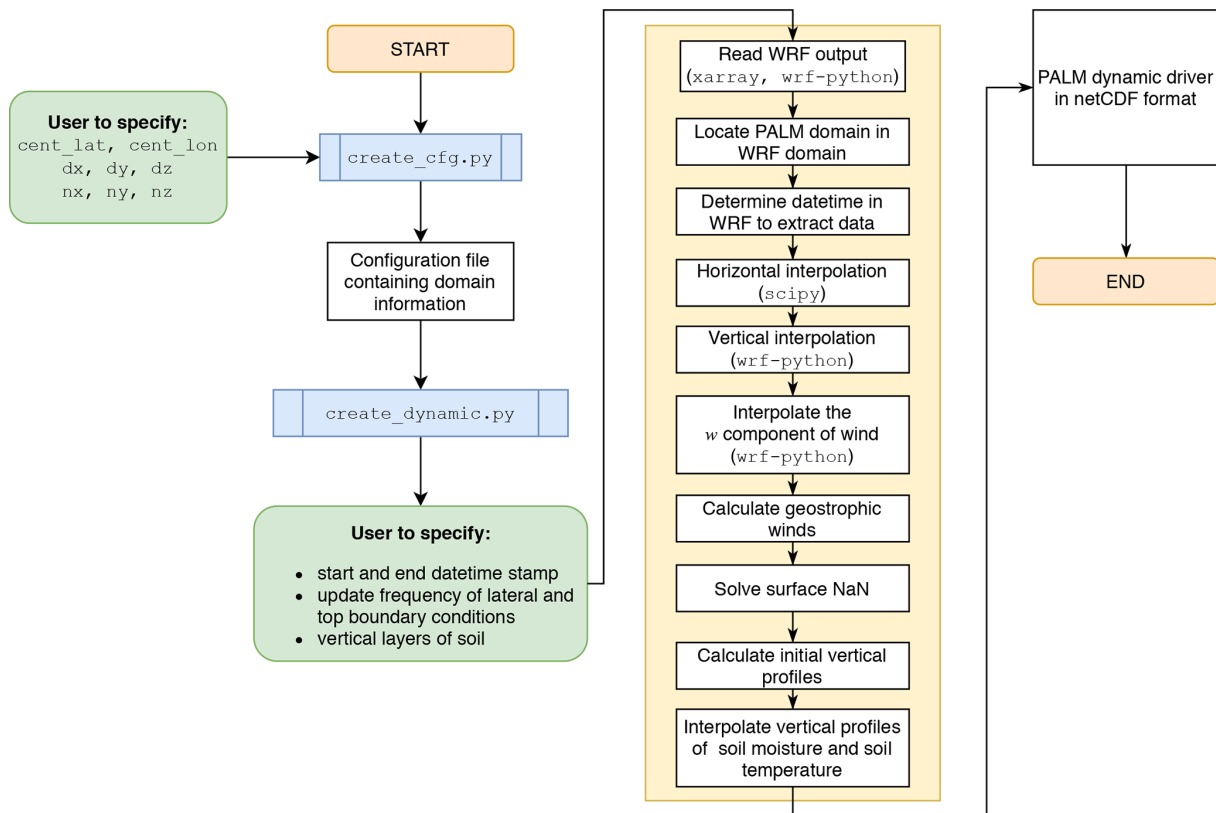 START
User to specify:
cent_lat, cent_lon
dx, dy, dz
nx, ny, nz
create_cfg.py
Configuration file
containing domain
information
create_dynamic.py
User to specify:
• start and end datetime stamp
• update frequency of lateral and
top boundary conditions
• vertical layers of soil
Read WRF output
(xarray, wrf-python)
Locate PALM domain in
WRF domain
Determine datetime in
WRF to extract data
Horizontal interpolation
(scipy)
Vertical interpolation
(wrf-python)
Interpolate the
w component of wind
(wrf-python)
Calculate geostrophic
winds
Solve surface NaN
Calculate initial vertical
profiles
Interpolate vertical profiles
of soil moisture and soil
temperature
PALM dynamic driver
in netCDF format
END